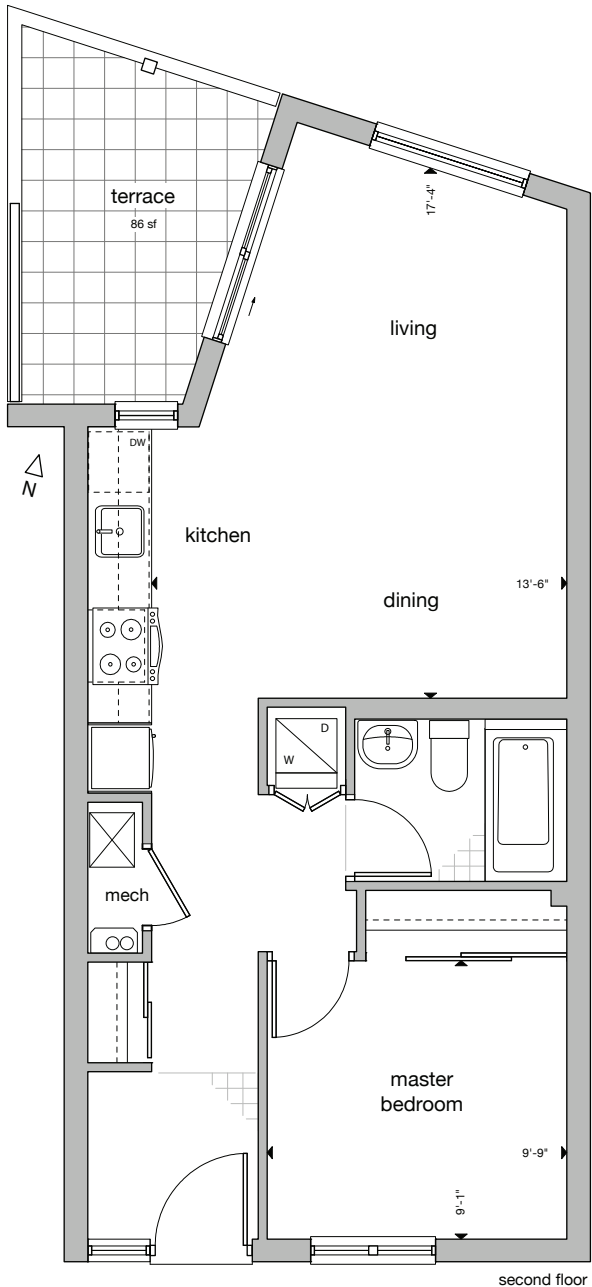 terrace
86 sf
17'-4"
living
DW
N
kitchen
13'-6"
dining
D
W
mech
master
bedroom
9'-9"
9'-1"
second floor